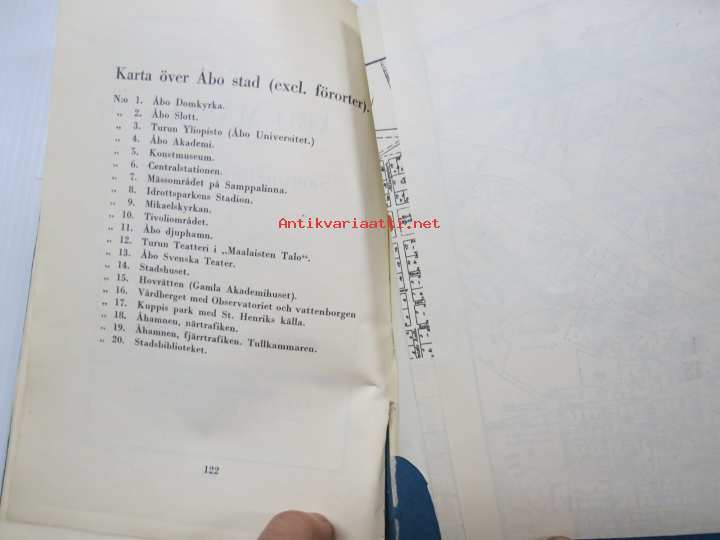 Karta över Åbo stad (excl. förorter).
N:o 1. Åbo Domkyrka.
„ 2. Åbo Slott.
„ 3. Turun Yliopisto (Åbo Universitet.)
„ 4. Åbo Akademi.
„ 5. Konstmuseum.
„ 6. Centralstationen.
„ 7. Mässområdet på Samppalinna.
„ 8. Idrottsparkens Stadion.
„ 9. Mikaelskyrkan.
„ 10. Tivoliområdet.
„ 11. Åbo djuphamn.
„ 12. Turun Teatteri i „Maalaisten Talo“.
„ 13. Åbo Svenska Teater.
„ 14. Stadshuset.
„ 15. Hovrätten (Gamla Akademihuset).
„ 16. Vårdberget med Observatoriet och vattenborgen
„ 17. Kuppis park med St. Henriks källa.
„ 18. Åhamnen, närtrafiken.
„ 19. Åhamnen, fjärrtrafiken. Tullkammaren.
„ 20. Stadsbiblioteket.
122
Antikvariaatti.net